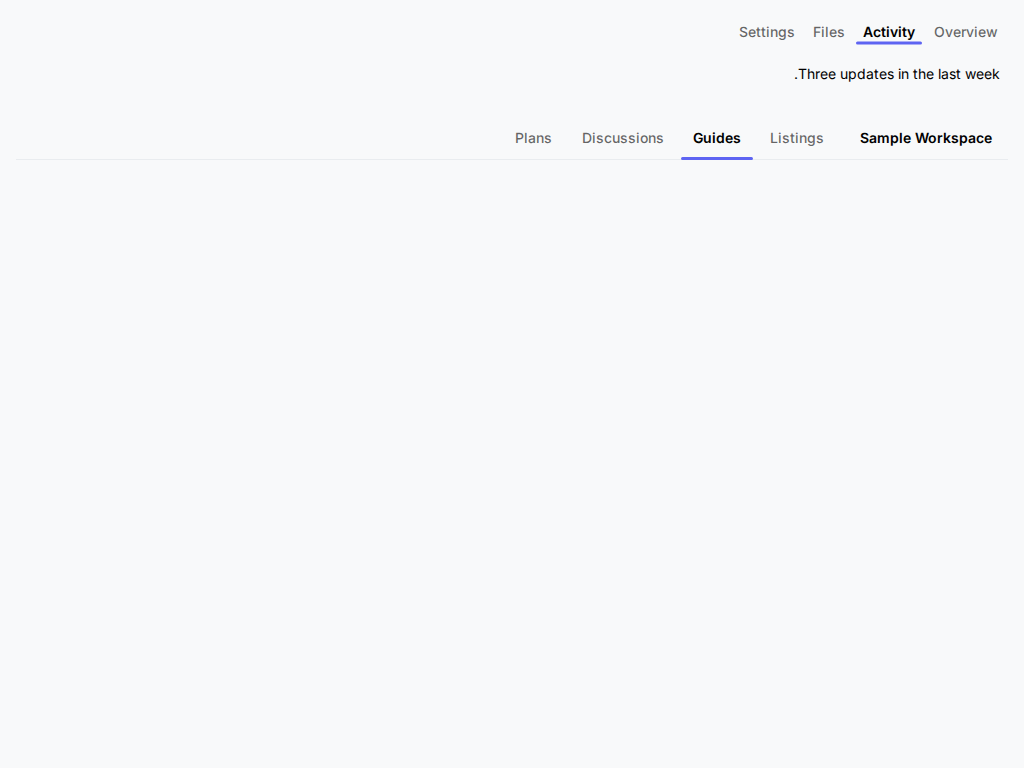 Overview Activity Files Settings
Three updates in the last week.
Sample Workspace Listings Guides Discussions Plans